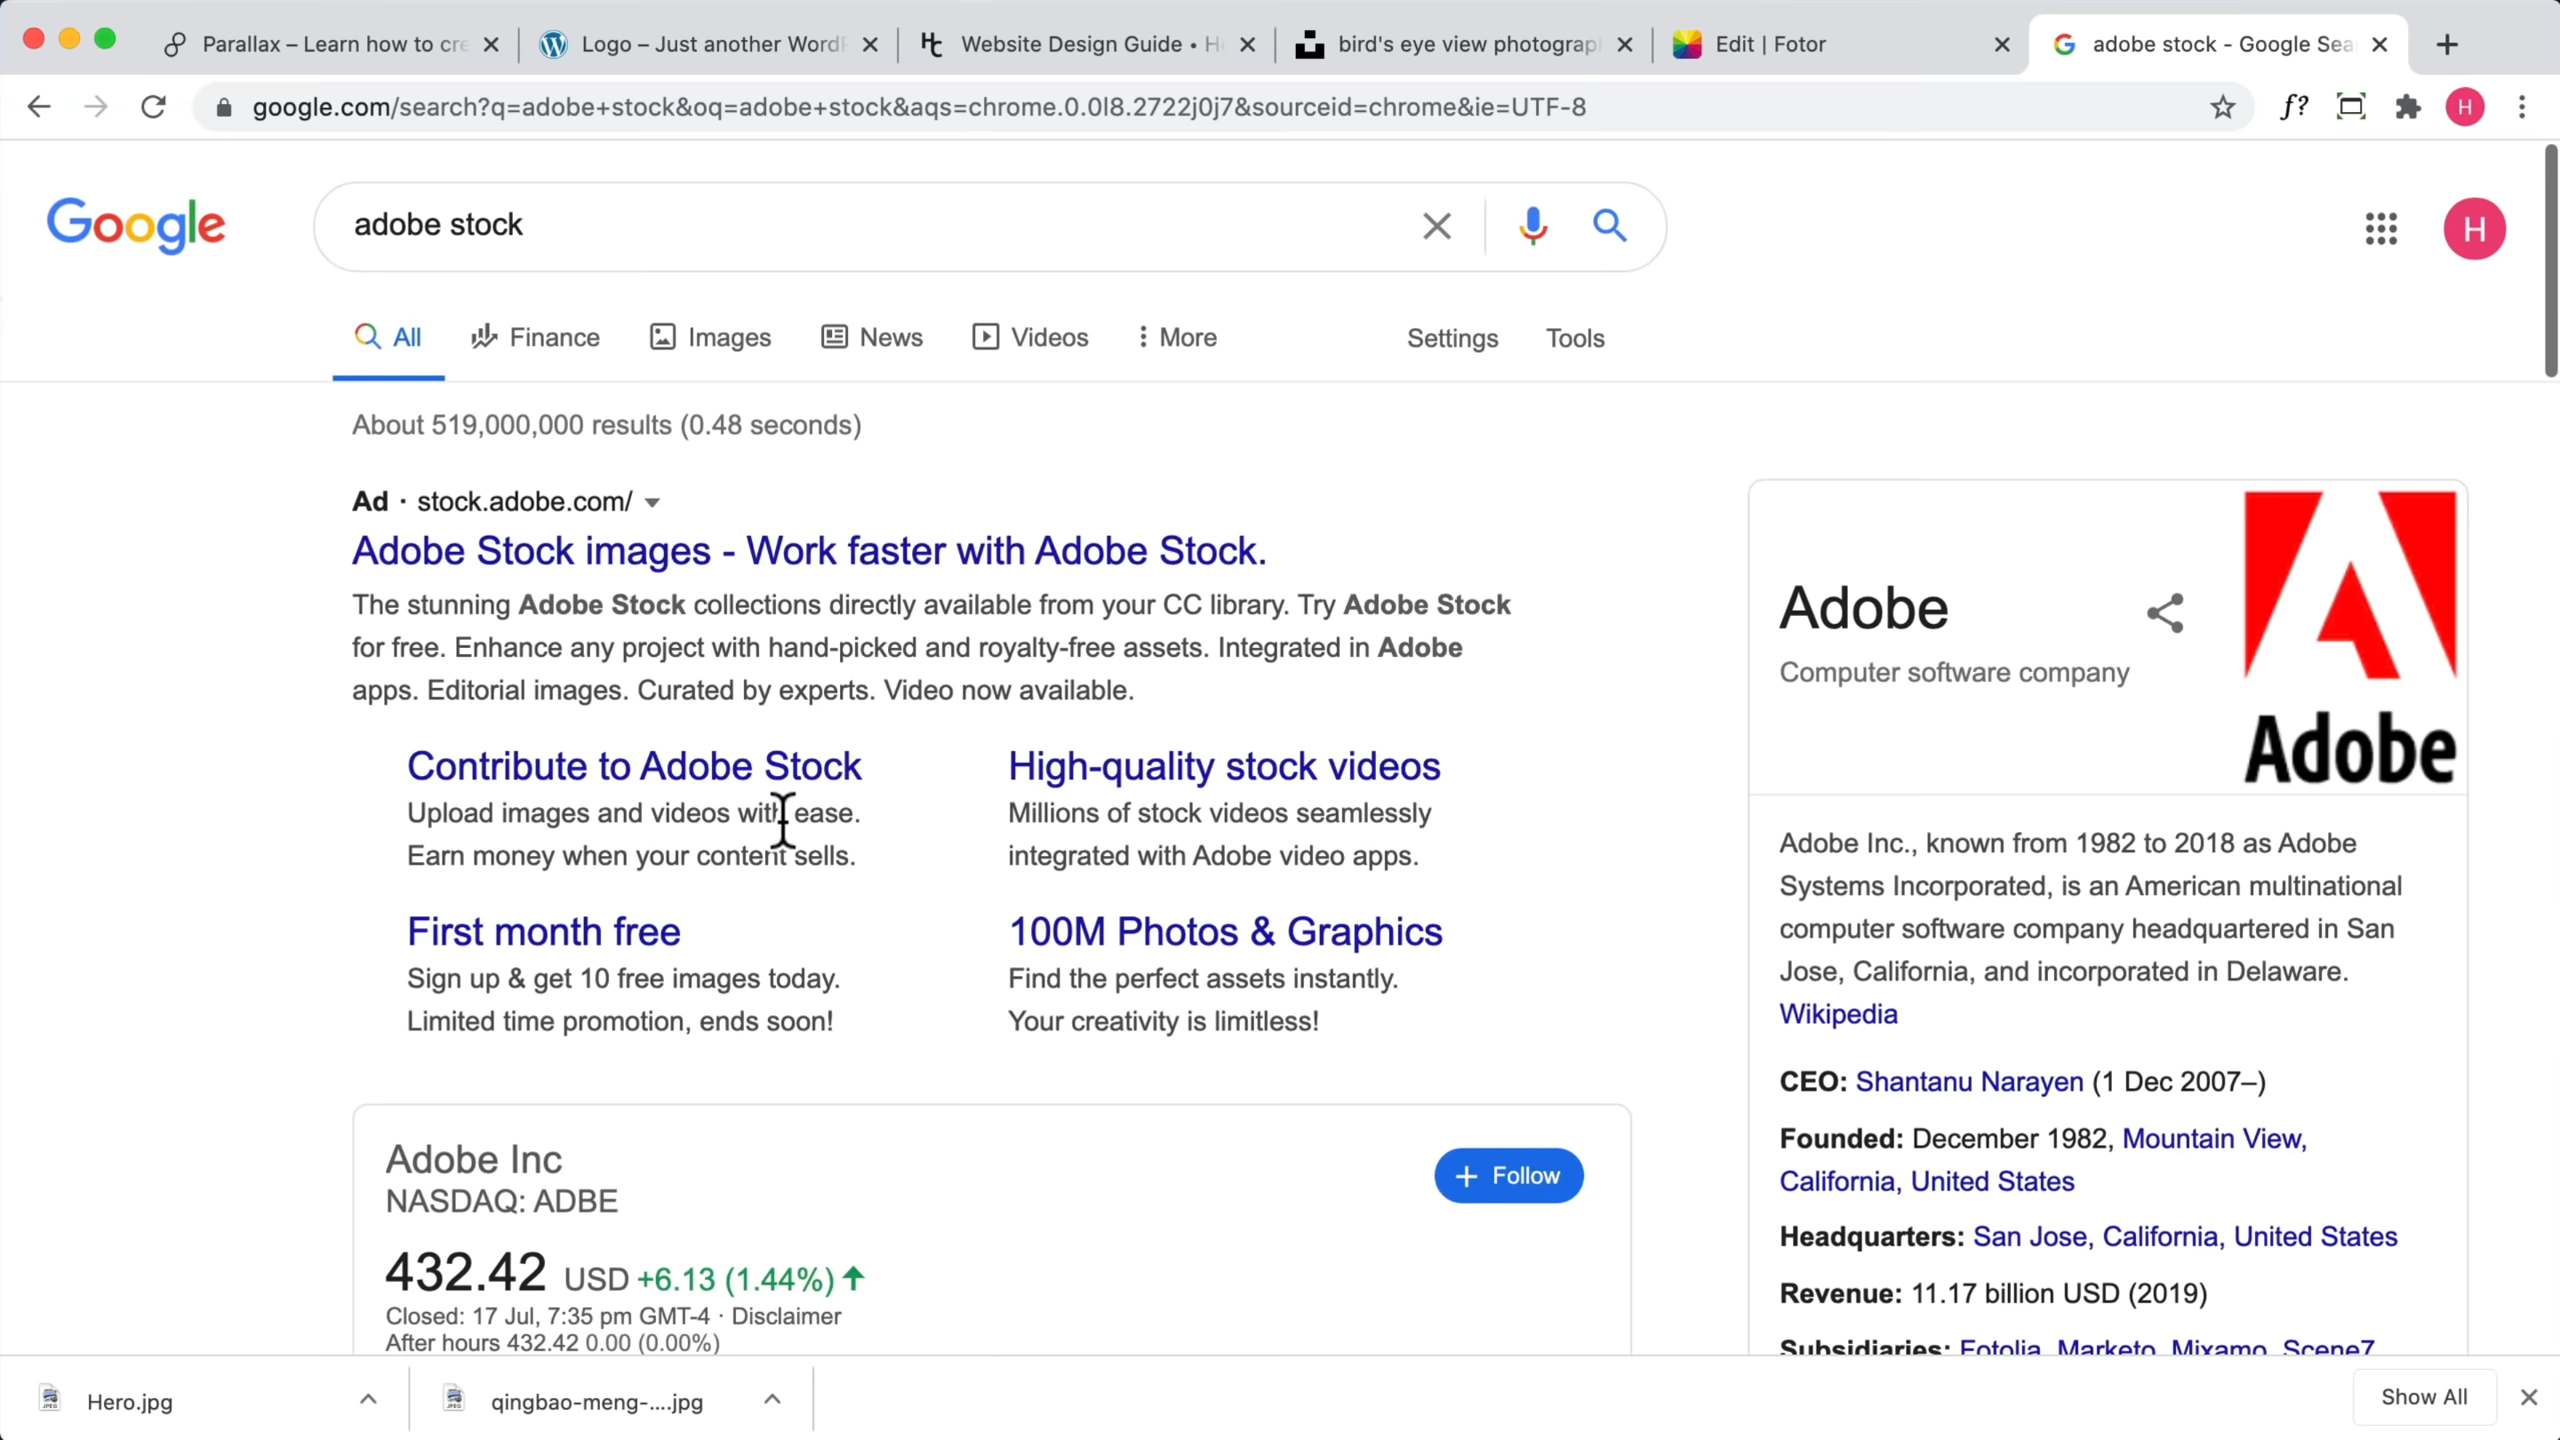 Parallax – Learn how to cre
Logo – Just another WordP
Website Design Guide • H
bird's eye view photograp
Edit | Fotor
adobe stock - Google Sea
google.com/search?q=adobe+stock&oq=adobe+stock&aqs=chrome.0.0l8.2722j0j7&sourceid=chrome&ie=UTF-8
f?
H
Google
adobe stock
H
All
Finance
Images
News
Videos
More
Settings
Tools
About 519,000,000 results (0.48 seconds)
Ad · stock.adobe.com/
Adobe Stock images - Work faster with Adobe Stock.
The stunning Adobe Stock collections directly available from your CC library. Try Adobe Stock
for free. Enhance any project with hand-picked and royalty-free assets. Integrated in Adobe
apps. Editorial images. Curated by experts. Video now available.
Contribute to Adobe Stock
Upload images and videos with ease.
Earn money when your content sells.
High-quality stock videos
Millions of stock videos seamlessly
integrated with Adobe video apps.
First month free
Sign up & get 10 free images today.
Limited time promotion, ends soon!
100M Photos & Graphics
Find the perfect assets instantly.
Your creativity is limitless!
Adobe Inc
NASDAQ: ADBE
Follow
432.42 USD +6.13 (1.44%)
Closed: 17 Jul, 7:35 pm GMT-4 · Disclaimer
After hours 432.42 0.00 (0.00%)
Adobe
Computer software company
Adobe
Adobe Inc., known from 1982 to 2018 as Adobe
Systems Incorporated, is an American multinational
computer software company headquartered in San
Jose, California, and incorporated in Delaware.
Wikipedia
CEO: Shantanu Narayen (1 Dec 2007–)
Founded: December 1982, Mountain View,
California, United States
Headquarters: San Jose, California, United States
Revenue: 11.17 billion USD (2019)
Subsidiaries: Fotolia, Marketo, Mixamo, Scene7
Hero.jpg
qingbao-meng-....jpg
Show All